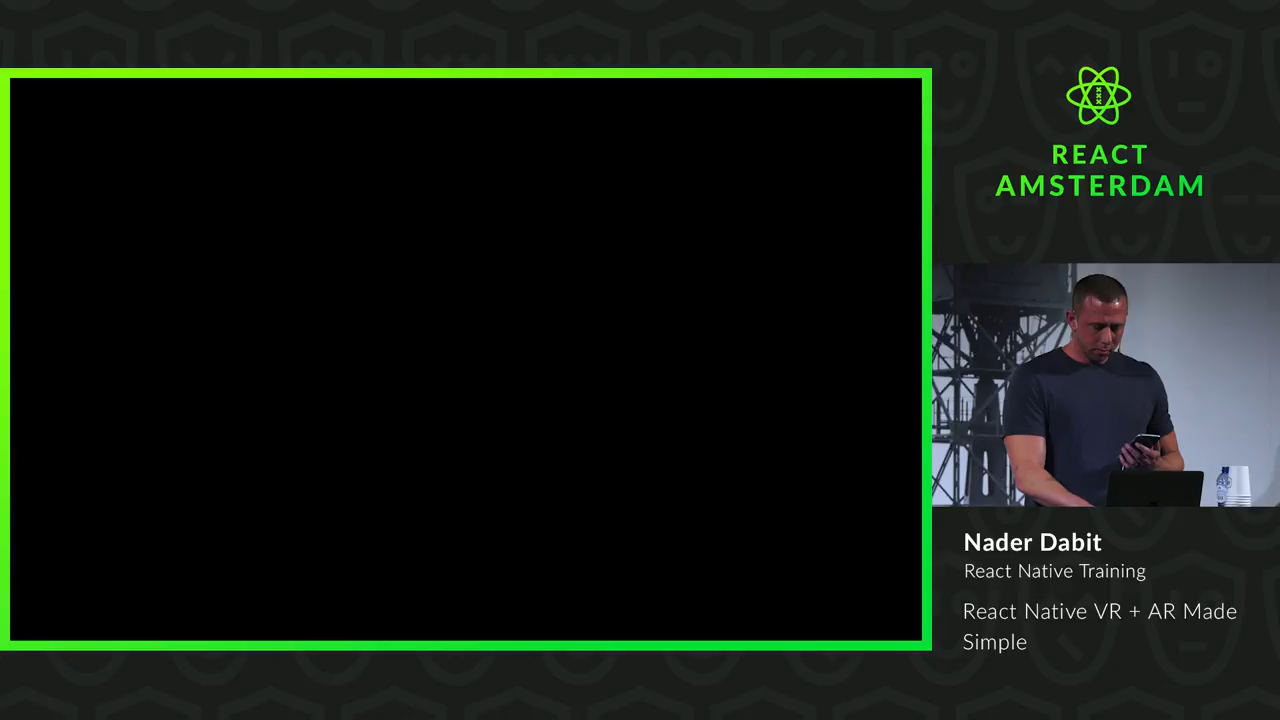 REACT
AMSTERDAM
Nader Dabit
React Native Training
React Native VR + AR Made
Simple